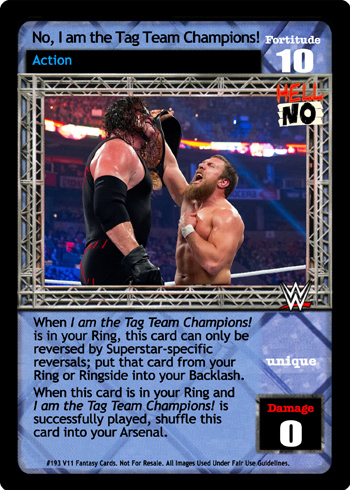 No, I am the Tag Team Champions!
Fortitude
10
Action
HELL
NO
W
When I am the Tag Team Champions!
is in your Ring, this card can only be
reversed by Superstar-specific
reversals; put that card from your
Ring or Ringside into your Backlash.
unique
When this card is in your Ring and
I am the Tag Team Champions! is
successfully played, shuffle this
card into your Arsenal.
Damage
0
#193 V11 Fantasy Cards. Not For Resale. All Images Used Under Fair Use Guidelines.